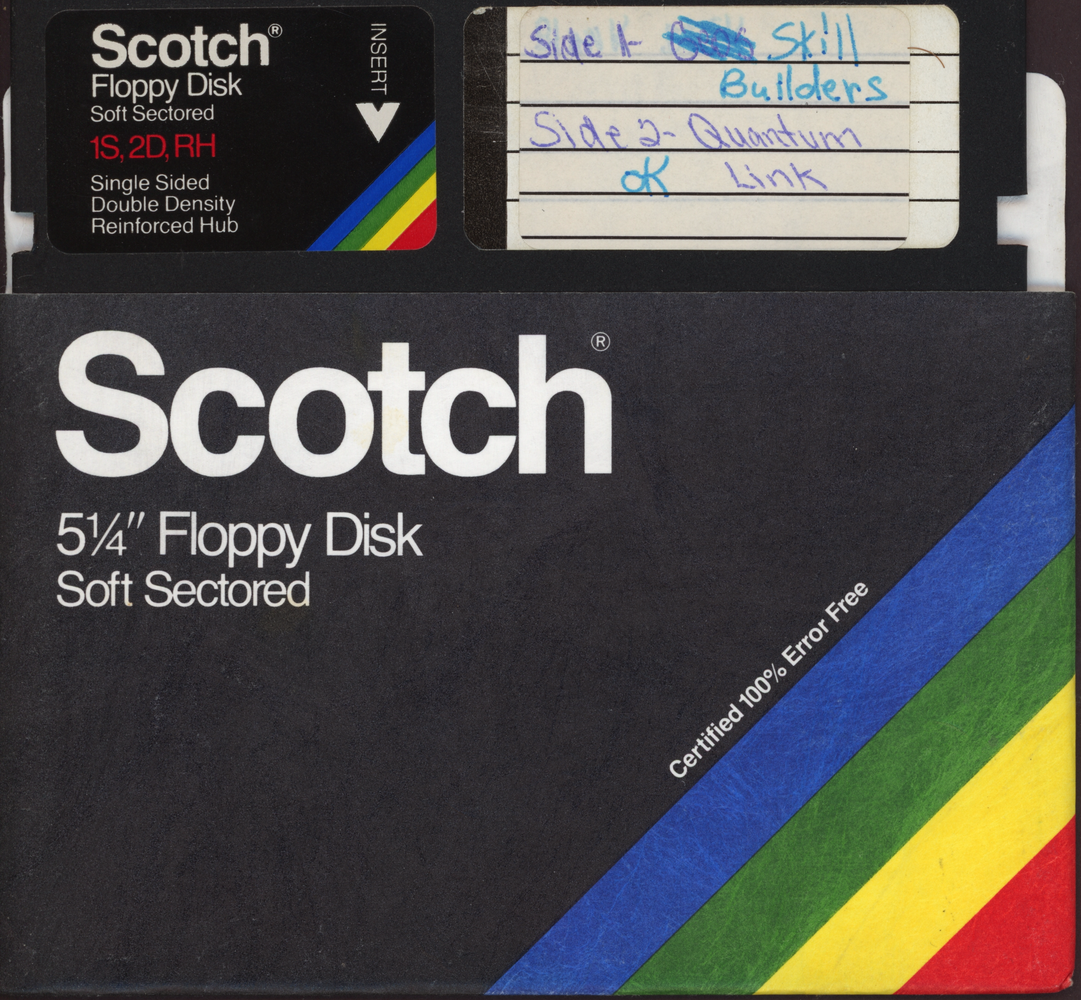 Scotch®
Floppy Disk
Soft Sectored
1S, 2D, RH
Single Sided
Double Density
Reinforced Hub
INSERT
Side 1- Skill
Builders
Side 2- Quantum
OK Link
Scotch®
5¼" Floppy Disk
Soft Sectored
Certified 100% Error Free